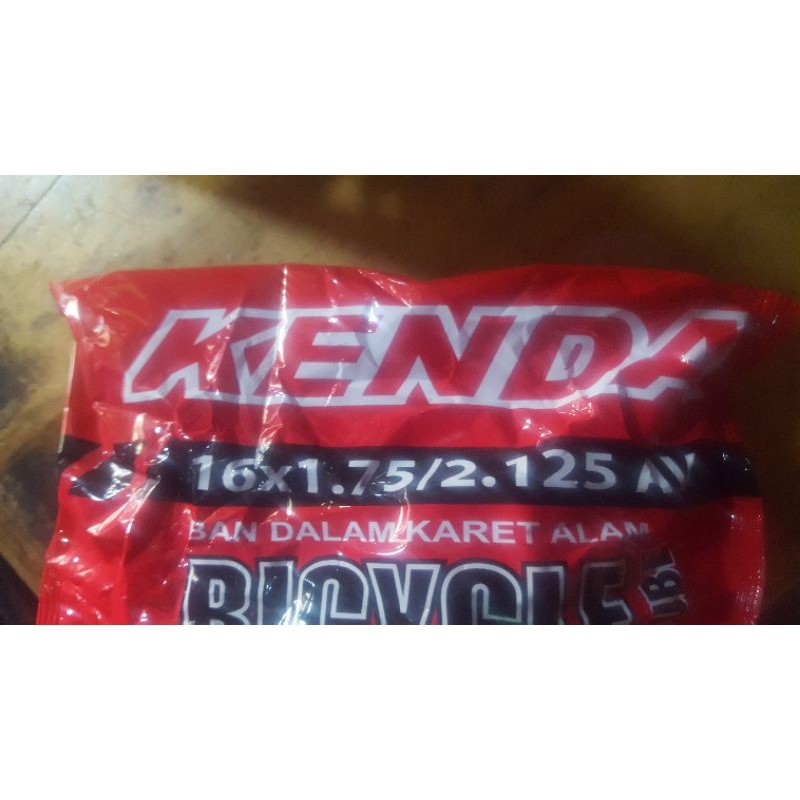 KENDA
16x1.75/2.125 AV
BAN DALAM KARET ALAM
BICYCLE